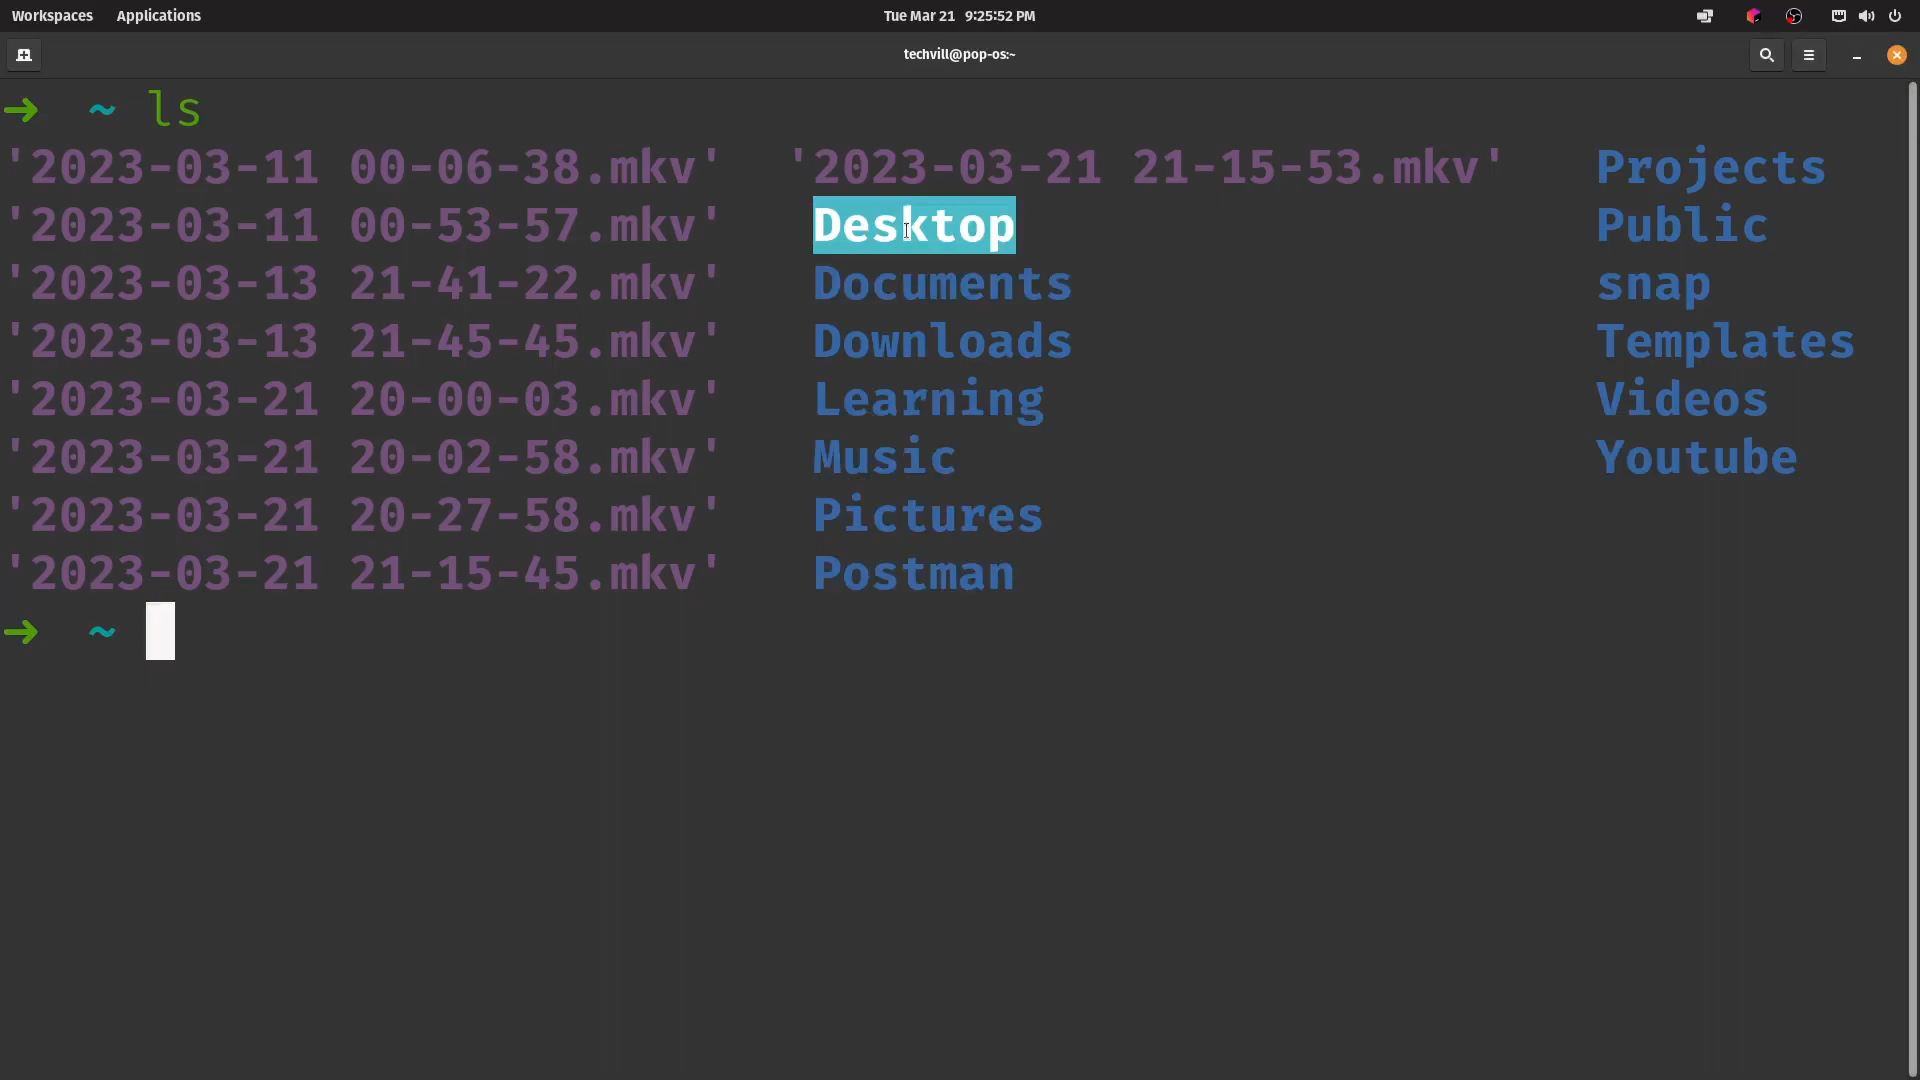 Workspaces Applications Tue Mar 21 9:25:52 PM
techvill@pop-os:~
➜ ~ ls
'2023-03-11 00-06-38.mkv' '2023-03-21 21-15-53.mkv' Projects
'2023-03-11 00-53-57.mkv' Desktop Public
'2023-03-13 21-41-22.mkv' Documents snap
'2023-03-13 21-45-45.mkv' Downloads Templates
'2023-03-21 20-00-03.mkv' Learning Videos
'2023-03-21 20-02-58.mkv' Music Youtube
'2023-03-21 20-27-58.mkv' Pictures
'2023-03-21 21-15-45.mkv' Postman
➜ ~